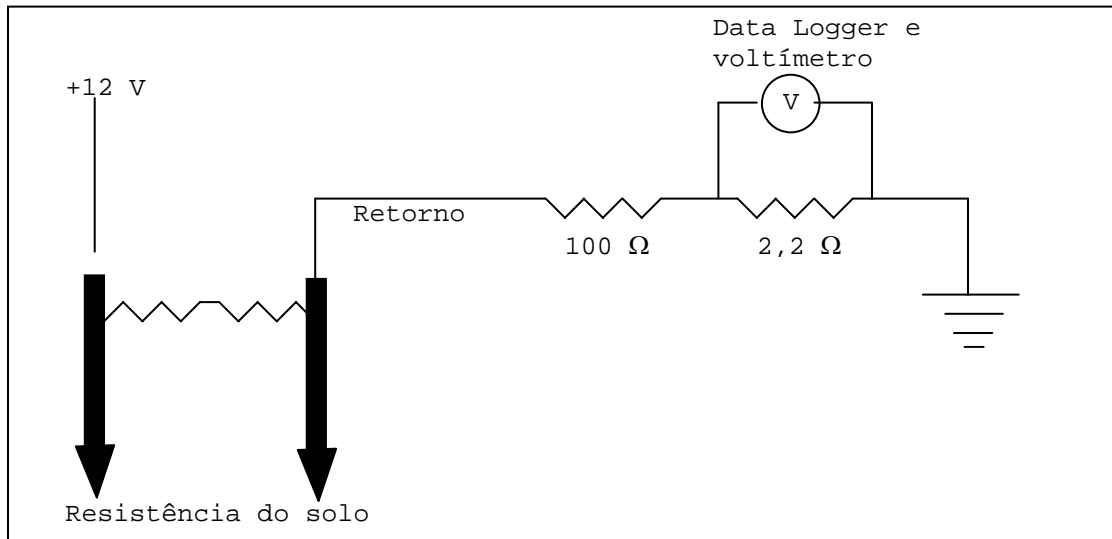 Data Logger e
voltímetro
+12 V
V
Retorno
100 Ω
2,2 Ω
Resistência do solo